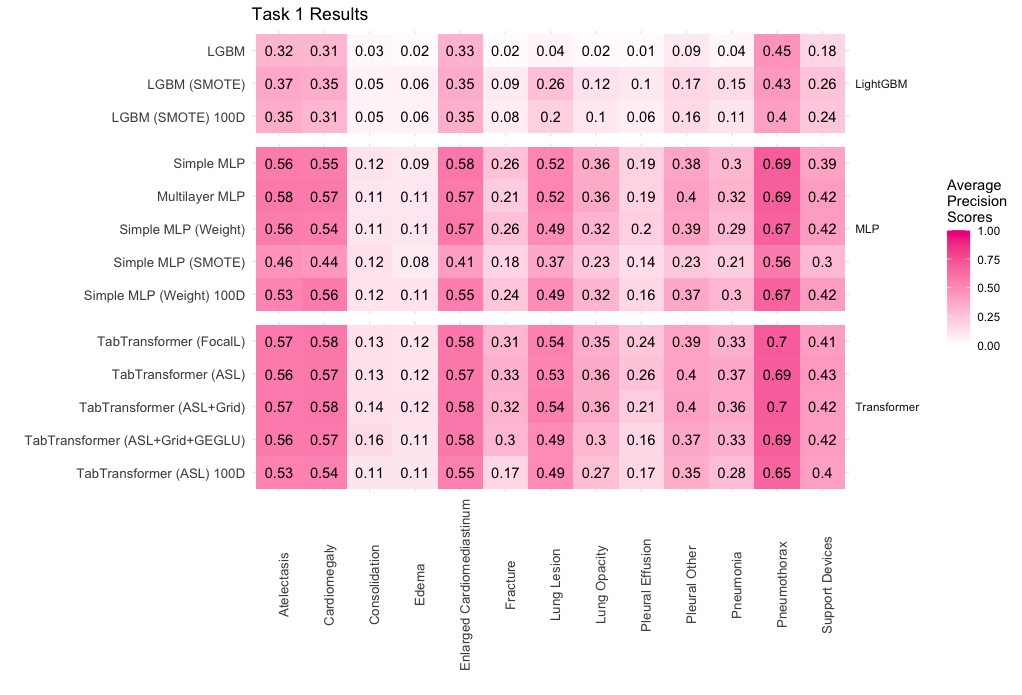 Task 1 Results
LGBM 0.32 0.31 0.03 0.02 0.33 0.02 0.04 0.02 0.01 0.09 0.04 0.45 0.18
LGBM (SMOTE) 0.37 0.35 0.05 0.06 0.35 0.09 0.26 0.12 0.1 0.17 0.15 0.43 0.26 LightGBM
LGBM (SMOTE) 100D 0.35 0.31 0.05 0.06 0.35 0.08 0.2 0.1 0.06 0.16 0.11 0.4 0.24
Simple MLP 0.56 0.55 0.12 0.09 0.58 0.26 0.52 0.36 0.19 0.38 0.3 0.69 0.39
Multilayer MLP 0.58 0.57 0.11 0.11 0.57 0.21 0.52 0.36 0.19 0.4 0.32 0.69 0.42
Simple MLP (Weight) 0.56 0.54 0.11 0.11 0.57 0.26 0.49 0.32 0.2 0.39 0.29 0.67 0.42 MLP
Simple MLP (SMOTE) 0.46 0.44 0.12 0.08 0.41 0.18 0.37 0.23 0.14 0.23 0.21 0.56 0.3
Simple MLP (Weight) 100D 0.53 0.56 0.12 0.11 0.55 0.24 0.49 0.32 0.16 0.37 0.3 0.67 0.42
TabTransformer (FocalL) 0.57 0.58 0.13 0.12 0.58 0.31 0.54 0.35 0.24 0.39 0.33 0.7 0.41
TabTransformer (ASL) 0.56 0.57 0.13 0.12 0.57 0.33 0.53 0.36 0.26 0.4 0.37 0.69 0.43
TabTransformer (ASL+Grid) 0.57 0.58 0.14 0.12 0.58 0.32 0.54 0.36 0.21 0.4 0.36 0.7 0.42 Transformer
TabTransformer (ASL+Grid+GEGLU) 0.56 0.57 0.16 0.11 0.58 0.3 0.49 0.3 0.16 0.37 0.33 0.69 0.42
TabTransformer (ASL) 100D 0.53 0.54 0.11 0.11 0.55 0.17 0.49 0.27 0.17 0.35 0.28 0.65 0.4
Atelectasis
Cardiomegaly
Consolidation
Edema
Enlarged Cardiomediastinum
Fracture
Lung Lesion
Lung Opacity
Pleural Effusion
Pleural Other
Pneumonia
Pneumothorax
Support Devices
Average
Precision
Scores
1.00
0.75
0.50
0.25
0.00